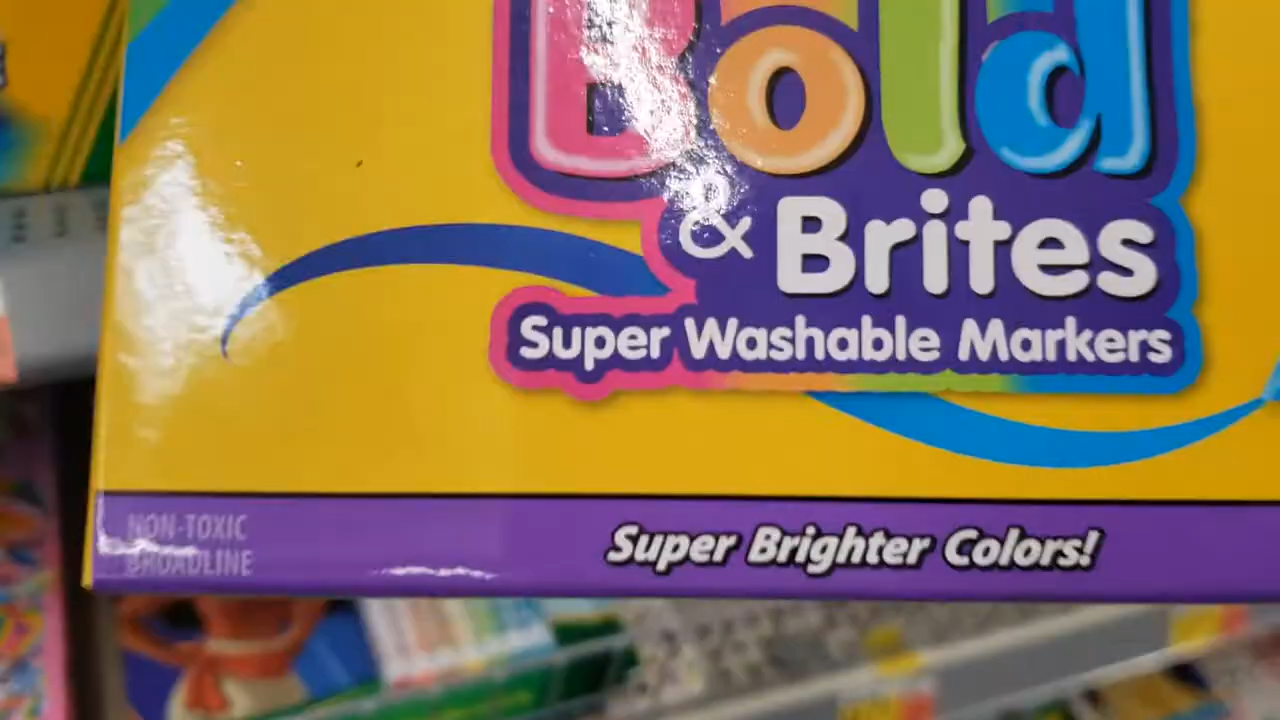 Bold
& Brites
Super Washable Markers
NON-TOXIC
BROADLINE
Super Brighter Colors!